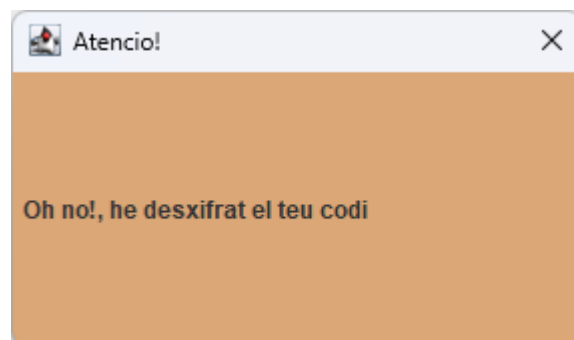 Atencio!
Oh no!, he desxifrat el teu codi